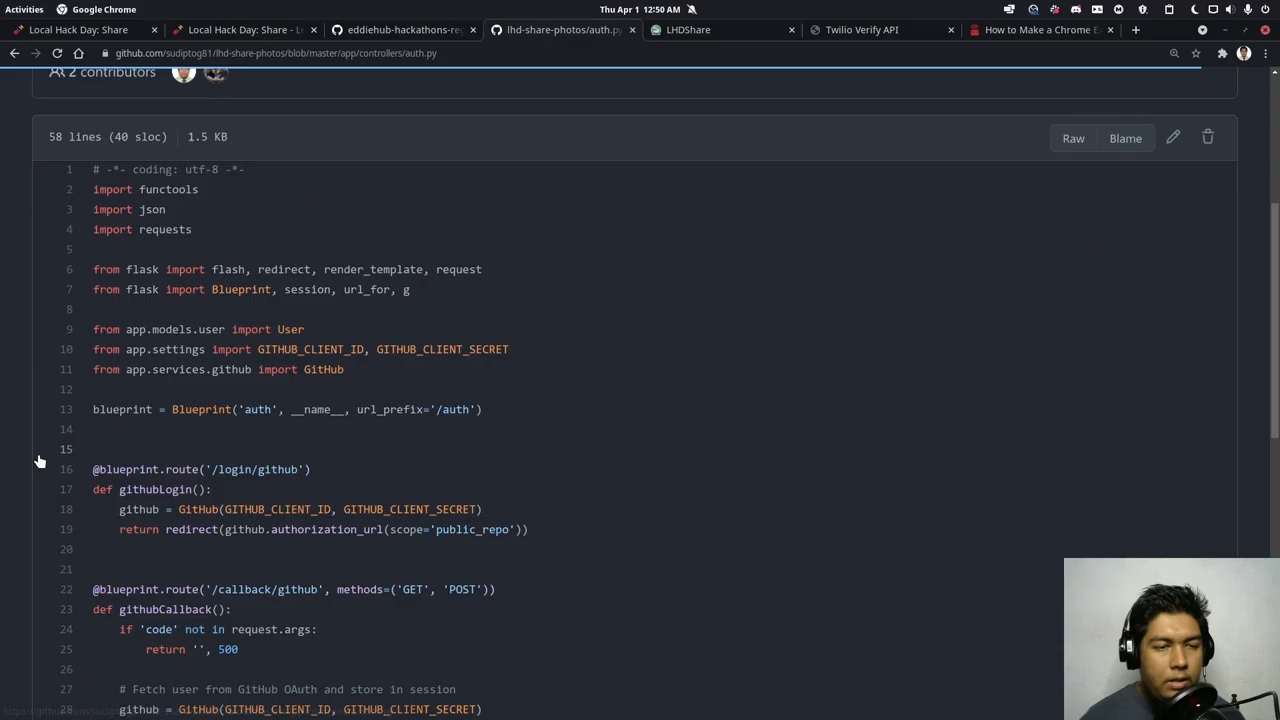 Activities
Google Chrome
Thu Apr 1 12:50 AM
Local Hack Day: Share
Local Hack Day: Share - L
eddiehub-hackathons-re
lhd-share-photos/auth.py
LHDShare
Twilio Verify API
How to Make a Chrome E
github.com/sudiptog81/lhd-share-photos/blob/master/app/controllers/auth.py
2 contributors
58 lines (40 sloc) 1.5 KB
Raw
Blame
1 # -*- coding: utf-8 -*-
2 import functools
3 import json
4 import requests
5
6 from flask import flash, redirect, render_template, request
7 from flask import Blueprint, session, url_for, g
8
9 from app.models.user import User
10 from app.settings import GITHUB_CLIENT_ID, GITHUB_CLIENT_SECRET
11 from app.services.github import GitHub
12
13 blueprint = Blueprint('auth', __name__, url_prefix='/auth')
14
15
16 @blueprint.route('/login/github')
17 def githubLogin():
18 github = GitHub(GITHUB_CLIENT_ID, GITHUB_CLIENT_SECRET)
19 return redirect(github.authorization_url(scope='public_repo'))
20
21
22 @blueprint.route('/callback/github', methods=('GET', 'POST'))
23 def githubCallback():
24 if 'code' not in request.args:
25 return '', 500
26
27 # Fetch user from GitHub OAuth and store in session
28 github = GitHub(GITHUB_CLIENT_ID, GITHUB_CLIENT_SECRET)